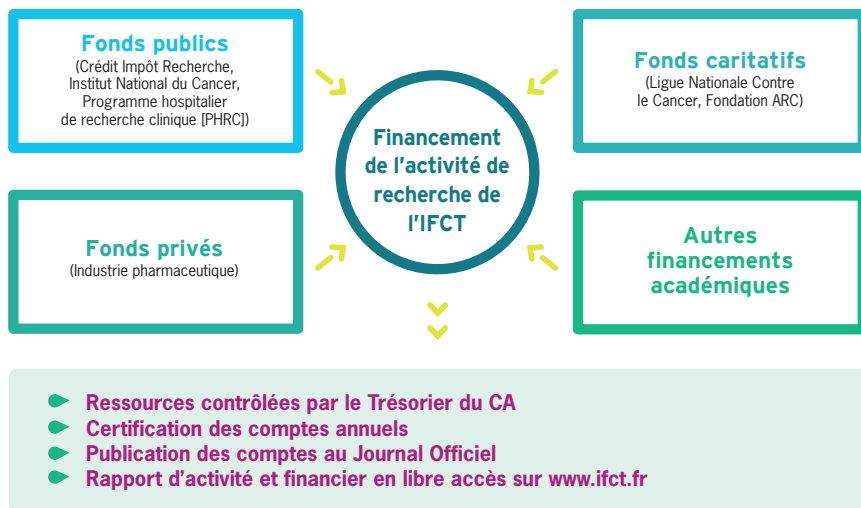 Fonds publics
(Crédit Impôt Recherche,
Institut National du Cancer,
Programme hospitalier
de recherche clinique [PHRC])
Fonds caritatifs
(Ligue Nationale Contre
le Cancer, Fondation ARC)
Financement
de l'activité de
recherche de
l'IFCT
Fonds privés
(Industrie pharmaceutique)
Autres
financements
académiques
Ressources contrôlées par le Trésorier du CA
Certification des comptes annuels
Publication des comptes au Journal Officiel
Rapport d'activité et financier en libre accès sur www.ifct.fr